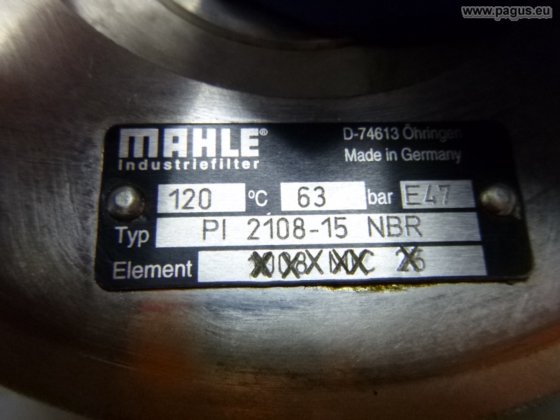 www.pagus.eu
MAHLE®
Industriefilter
D-74613 Öhringen
Made in Germany
120 °C 63 bar E47
Typ PI 2108-15 NBR
Element